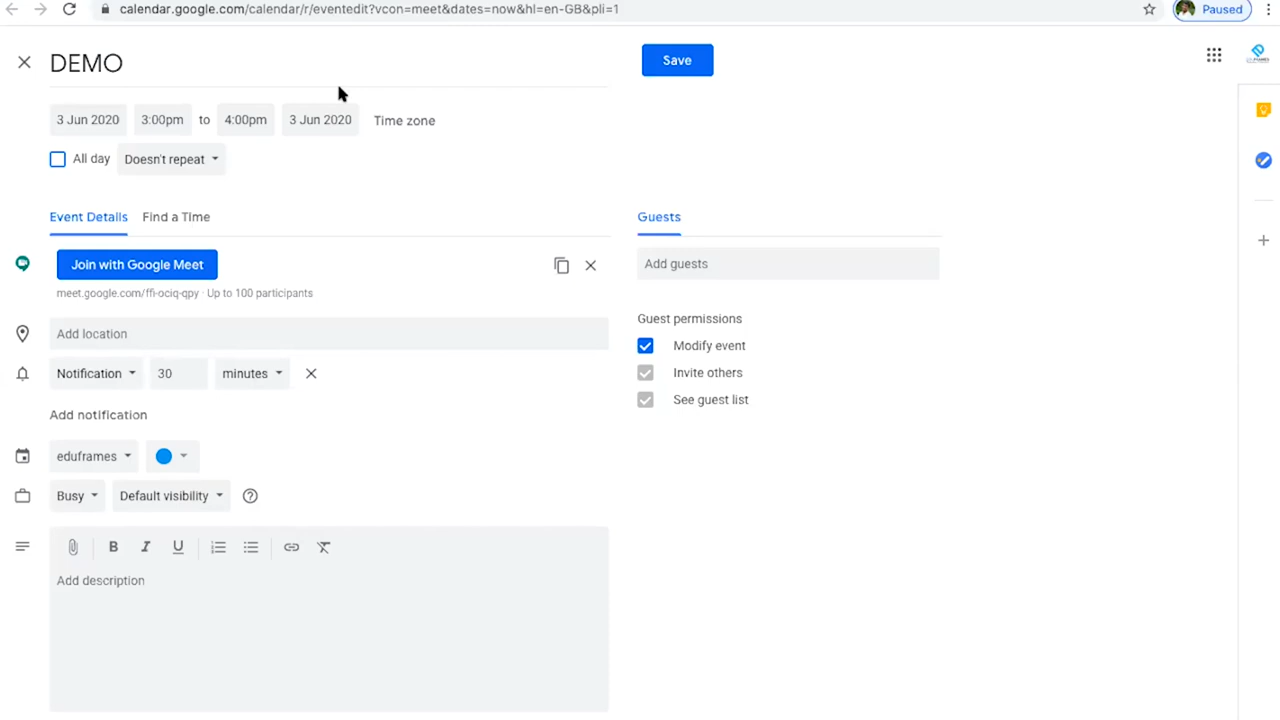 calendar.google.com/calendar/r/eventedit?vcon=meet&dates=now&hl=en-GB&pli=1
Paused
DEMO
Save
3 Jun 2020 3:00pm to 4:00pm 3 Jun 2020 Time zone
All day Doesn't repeat
Event Details Find a Time
Guests
Join with Google Meet
meet.google.com/ffi-ociq-qpy · Up to 100 participants
Add guests
Add location
Guest permissions
Modify event
Notification 30 minutes
Invite others
See guest list
Add notification
eduframes
Busy Default visibility
B I U
Add description